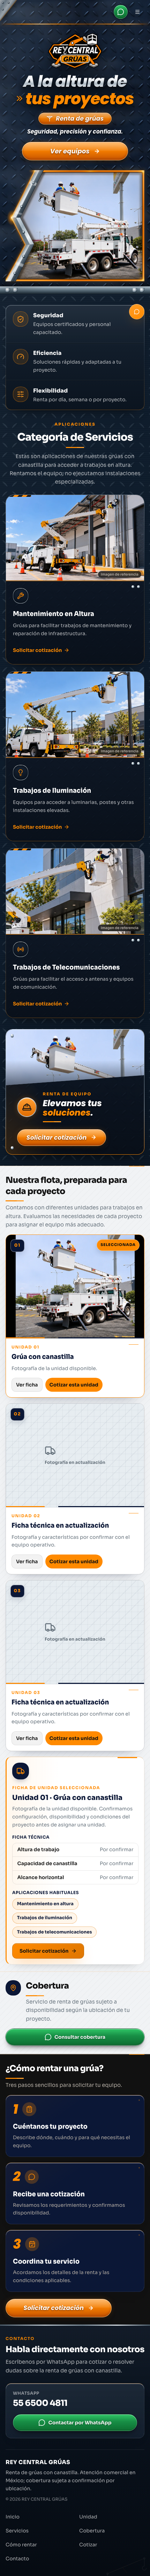 REY CENTRAL
GRÚAS
A la altura de
» tus proyectos
Renta de grúas
Seguridad, precisión y confianza.
Ver equipos →
Seguridad
Equipos certificados y personal
capacitado.
Eficiencia
Soluciones rápidas y adaptadas a tu
proyecto.
Flexibilidad
Renta por día, semana o por proyecto.
APLICACIONES
Categoría de Servicios
Estas son aplicaciones de nuestras grúas con
canastilla para acceder a trabajos en altura.
Rentamos el equipo; no ejecutamos instalaciones
especializadas.
Imagen de referencia
Mantenimiento en Altura
Grúas para facilitar trabajos de mantenimiento y
reparación de infraestructura.
Solicitar cotización →
Imagen de referencia
Trabajos de Iluminación
Equipos para acceder a luminarias, postes y otras
instalaciones elevadas.
Solicitar cotización →
Imagen de referencia
Trabajos de Telecomunicaciones
Grúas para facilitar el acceso a antenas y equipos
de comunicación.
Solicitar cotización →
RENTA DE EQUIPO
Elevamos tus
soluciones.
Solicitar cotización →
Nuestra flota, preparada para
cada proyecto
Contamos con diferentes unidades para trabajos en
altura. Evaluamos las necesidades de cada proyecto
para asignar el equipo más adecuado.
01
SELECCIONADA
UNIDAD 01
Grúa con canastilla
Fotografía de la unidad disponible.
Ver ficha
Cotizar esta unidad
02
Fotografía en actualización
UNIDAD 02
Ficha técnica en actualización
Fotografía y características por confirmar con el
equipo operativo.
Ver ficha
Cotizar esta unidad
03
Fotografía en actualización
UNIDAD 03
Ficha técnica en actualización
Fotografía y características por confirmar con el
equipo operativo.
Ver ficha
Cotizar esta unidad
FICHA DE UNIDAD SELECCIONADA
Unidad 01 · Grúa con canastilla
Fotografía de la unidad disponible. Confirmamos
configuración, disponibilidad y condiciones del
proyecto antes de asignar una unidad.
FICHA TÉCNICA
Altura de trabajo Por confirmar
Capacidad de canastilla Por confirmar
Alcance horizontal Por confirmar
APLICACIONES HABITUALES
Mantenimiento en altura
Trabajos de iluminación
Trabajos de telecomunicaciones
Solicitar cotización →
Cobertura
Servicio de renta de grúas sujeto a
disponibilidad según la ubicación de tu
proyecto.
Consultar cobertura
¿Cómo rentar una grúa?
Tres pasos sencillos para solicitar tu equipo.
1
Cuéntanos tu proyecto
Describe dónde, cuándo y para qué necesitas el
equipo.
2
Recibe una cotización
Revisamos los requerimientos y confirmamos
disponibilidad.
3
Coordina tu servicio
Acordamos los detalles de la renta y las
condiciones aplicables.
Solicitar cotización →
CONTACTO
Habla directamente con nosotros
Escríbenos por WhatsApp para cotizar o resolver
dudas sobre la renta de grúas con canastilla.
WHATSAPP
55 6500 4811
Contactar por WhatsApp
REY CENTRAL GRÚAS
Renta de grúas con canastilla. Atención comercial en
México; cobertura sujeta a confirmación por
ubicación.
© 2026 REY CENTRAL GRÚAS
Inicio
Unidad
Servicios
Cobertura
Cómo rentar
Cotizar
Contacto